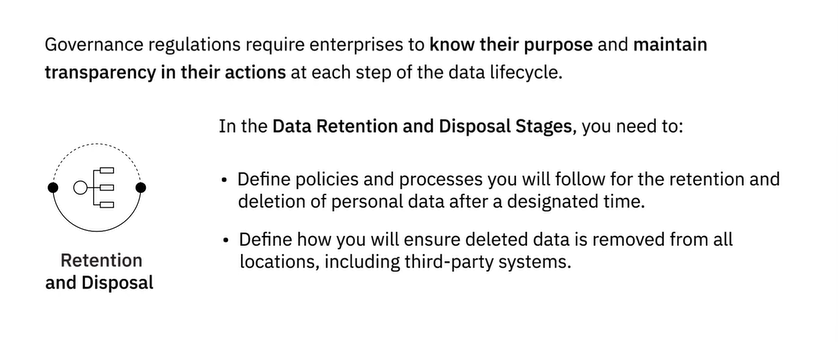 Governance regulations require enterprises to know their purpose and maintain
transparency in their actions at each step of the data lifecycle.
In the Data Retention and Disposal Stages, you need to:
• Define policies and processes you will follow for the retention and
deletion of personal data after a designated time.
• Define how you will ensure deleted data is removed from all
locations, including third-party systems.
Retention
and Disposal